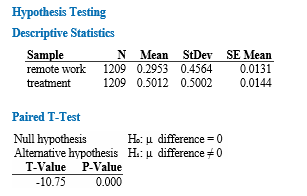 Hypothesis Testing
Descriptive Statistics
Sample N Mean StDev SE Mean
remote work 1209 0.2953 0.4564 0.0131
treatment 1209 0.5012 0.5002 0.0144
Paired T-Test
Null hypothesis H₀: μ difference = 0
Alternative hypothesis H₁: μ difference ≠ 0
T-Value P-Value
-10.75 0.000